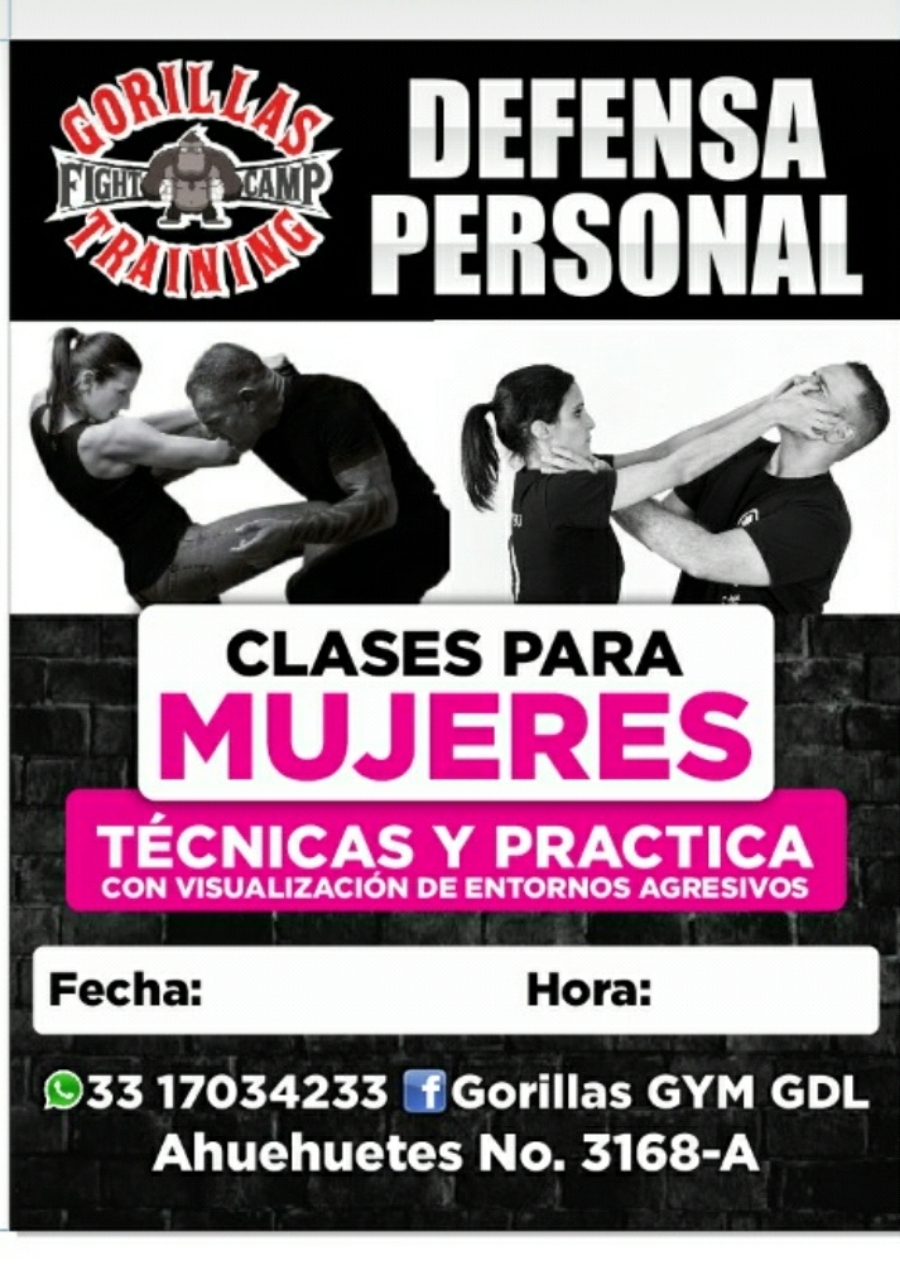 GORILLAS
FIGHT CAMP
TRAINING
DEFENSA
PERSONAL
CLASES PARA
MUJERES
TÉCNICAS Y PRACTICA
CON VISUALIZACIÓN DE ENTORNOS AGRESIVOS
Fecha: Hora:
33 17034233 Gorillas GYM GDL
Ahuehuetes No. 3168-A